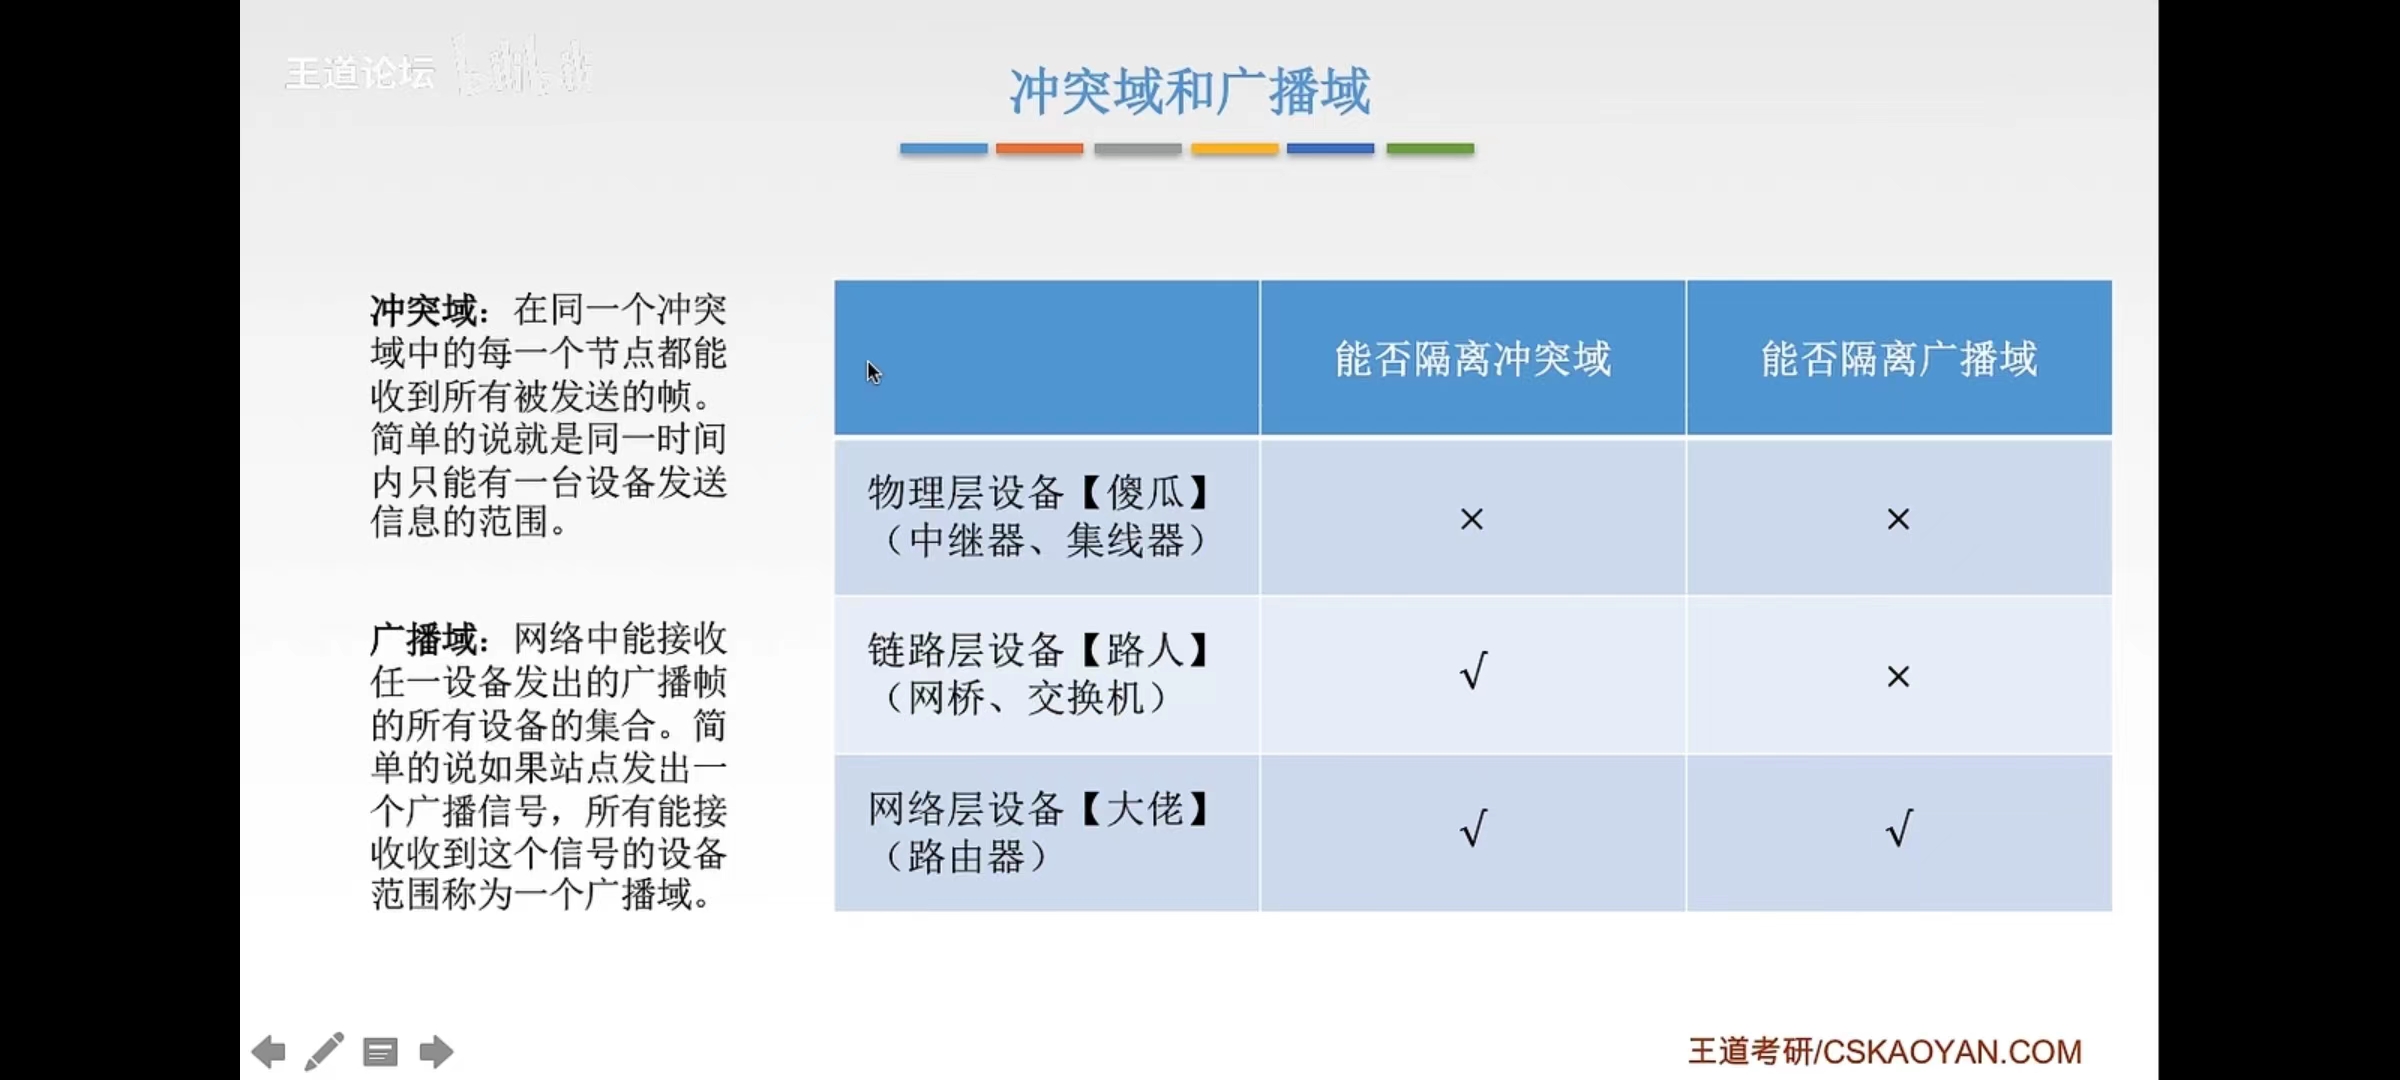 王道论坛 bilibili
冲突域和广播域
冲突域：在同一个冲突
域中的每一个节点都能
收到所有被发送的帧。
简单的说就是同一时间
内只能有一台设备发送
信息的范围。
广播域：网络中能接收
任一设备发出的广播帧
的所有设备的集合。简
单的说如果站点发出一
个广播信号，所有能接
收收到这个信号的设备
范围称为一个广播域。
能否隔离冲突域 能否隔离广播域
物理层设备【傻瓜】
（中继器、集线器）
× ×
链路层设备【路人】
（网桥、交换机）
√ ×
网络层设备【大佬】
（路由器）
√ √
王道考研/CSKAOYAN.COM